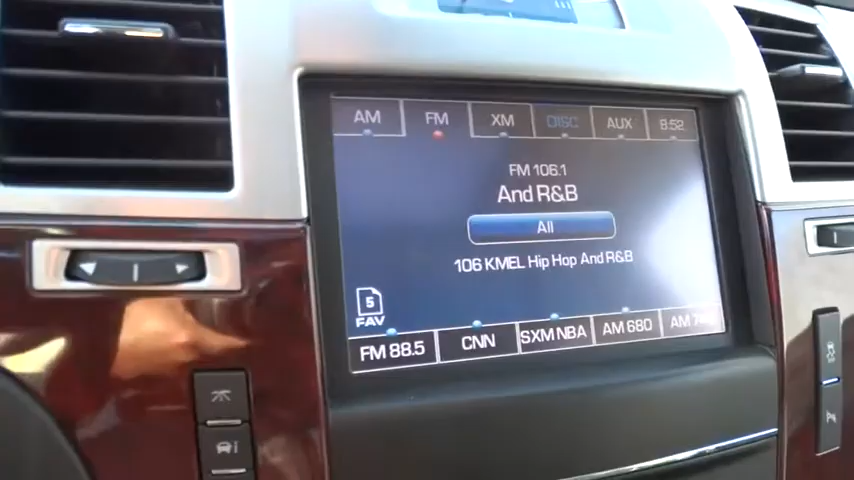 AM FM XM DISC AUX 8:52
FM 106.1
And R&B
All
106 KMEL Hip Hop And R&B
5
FAV
FM 88.5 CNN SXM NBA AM 680 AM